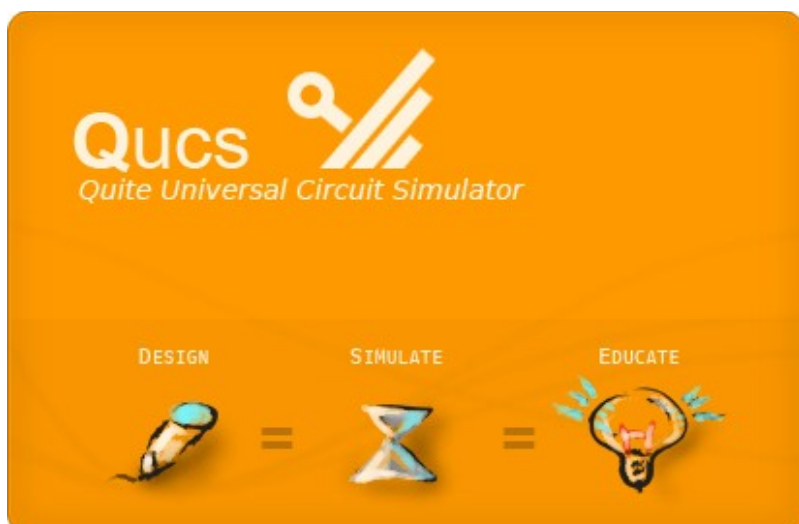 Qucs
Quite Universal Circuit Simulator
DESIGN SIMULATE EDUCATE
= =